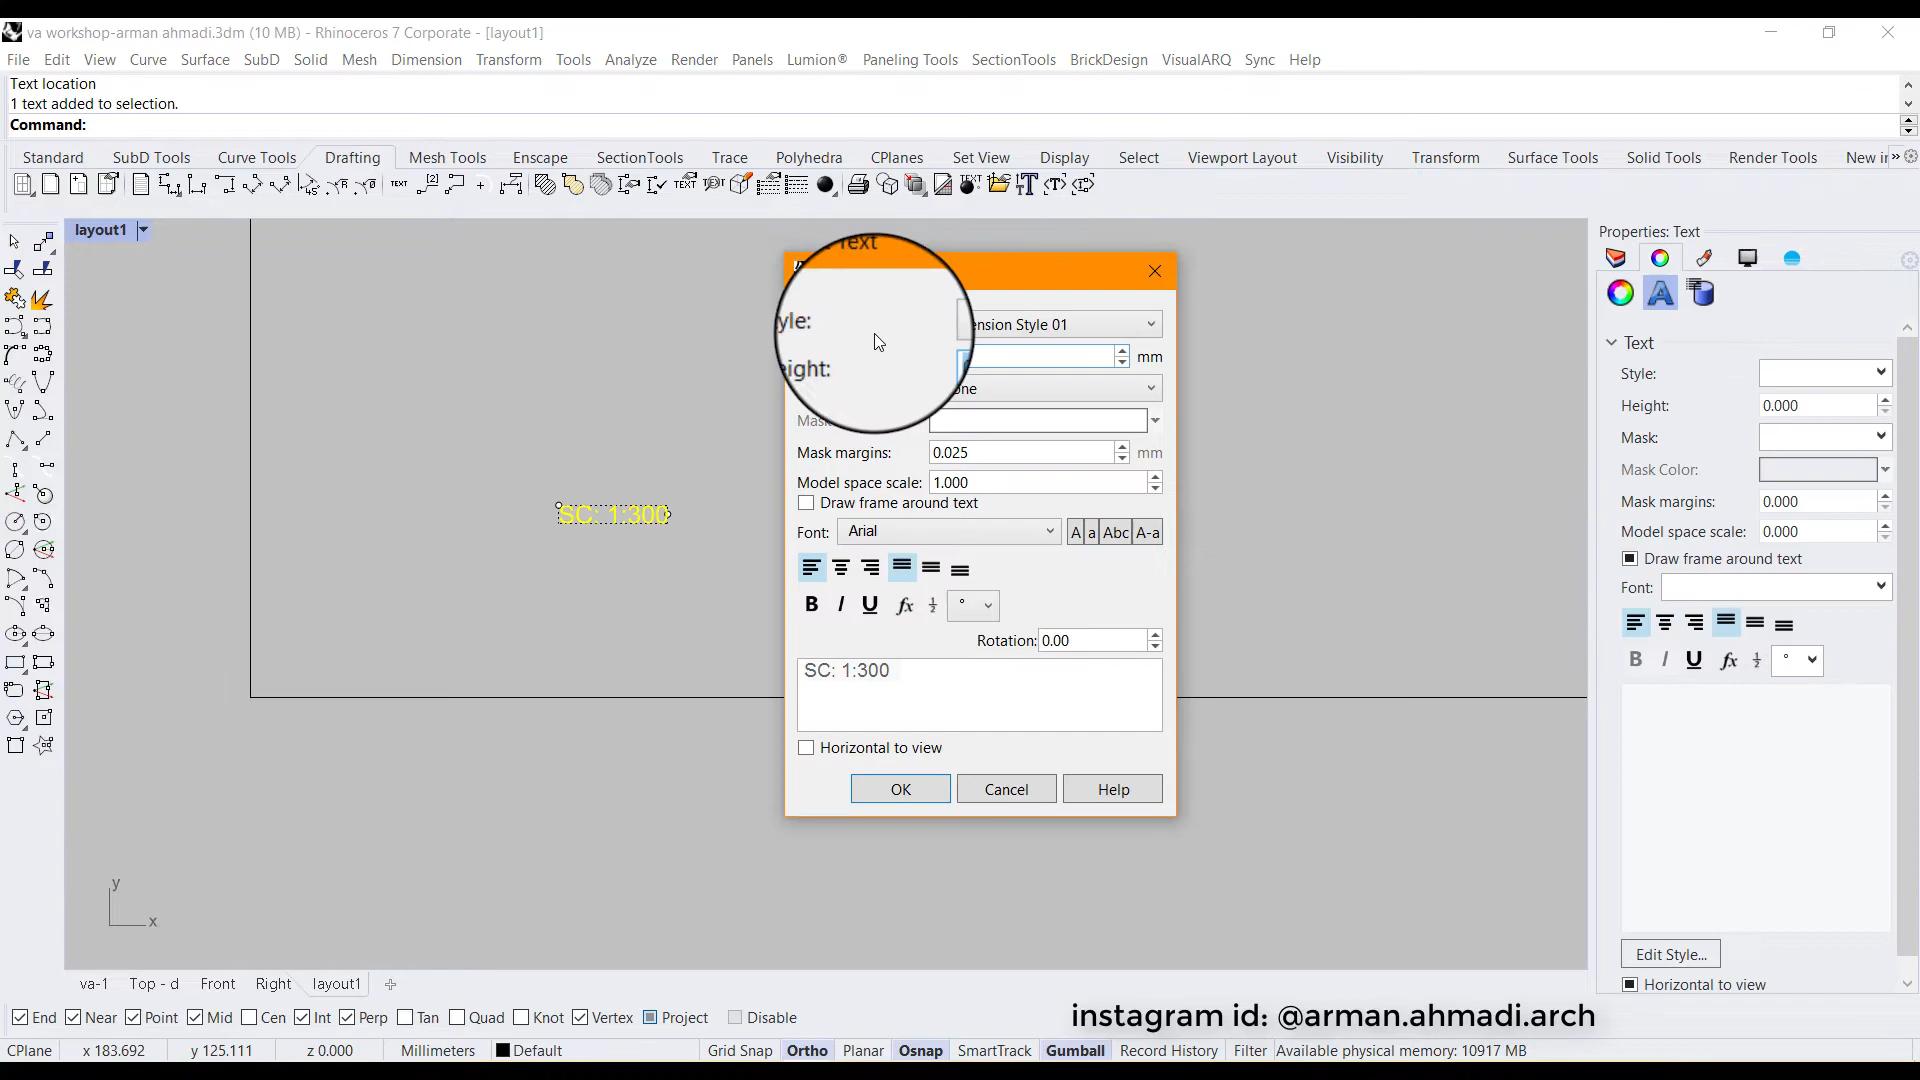 va workshop-arman ahmadi.3dm (10 MB) - Rhinoceros 7 Corporate - [layout1]
File Edit View Curve Surface SubD Solid Mesh Dimension Transform Tools Analyze Render Panels Lumion® Paneling Tools SectionTools BrickDesign VisualARQ Sync Help
Text location
1 text added to selection.
Command:
Standard SubD Tools Curve Tools Drafting Mesh Tools Enscape SectionTools Trace Polyhedra CPlanes Set View Display Select Viewport Layout Visibility Transform Surface Tools Solid Tools Render Tools New in
layout1
Properties: Text
Text
yle:
ension Style 01
eight:
mm
one
Mask
Mask margins: 0.025 mm
Model space scale: 1.000
Draw frame around text
Font: Arial A a Abc A-a
B I U fx ½ °
Rotation: 0.00
SC: 1:300
Horizontal to view
OK Cancel Help
SC: 1:300
Text
Style:
Height: 0.000
Mask:
Mask Color:
Mask margins: 0.000
Model space scale: 0.000
Draw frame around text
Font:
B I U fx ½ °
Edit Style...
Horizontal to view
y
x
va-1 Top - d Front Right layout1
End Near Point Mid Cen Int Perp Tan Quad Knot Vertex Project Disable
instagram id: @arman.ahmadi.arch
CPlane x 183.692 y 125.111 z 0.000 Millimeters Default Grid Snap Ortho Planar Osnap SmartTrack Gumball Record History Filter Available physical memory: 10917 MB